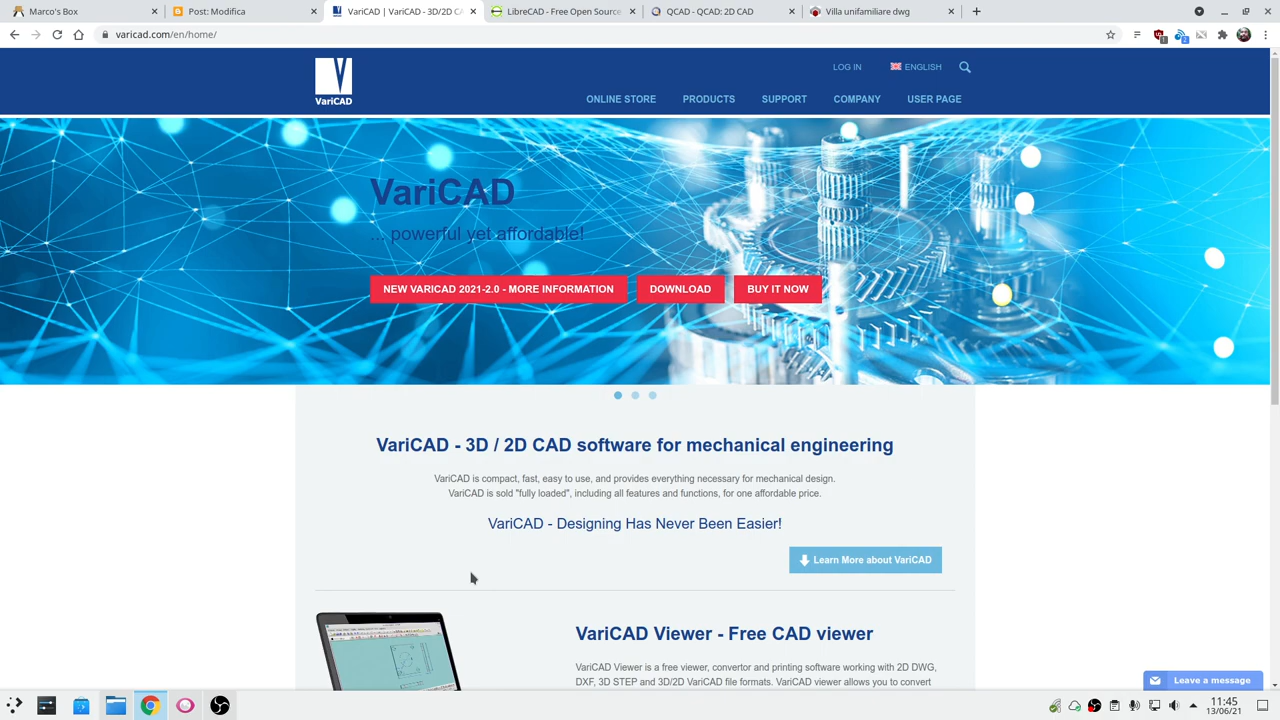 Marco's Box
Post: Modifica
VariCAD | VariCAD - 3D/2D CA
LibreCAD - Free Open Source
QCAD - QCAD: 2D CAD
Villa unifamiliare dwg
varicad.com/en/home/
1
2
VariCAD
LOG IN
ENGLISH
ONLINE STORE
PRODUCTS
SUPPORT
COMPANY
USER PAGE
VariCAD
... powerful yet affordable!
NEW VARICAD 2021-2.0 - MORE INFORMATION
DOWNLOAD
BUY IT NOW
VariCAD - 3D / 2D CAD software for mechanical engineering
VariCAD is compact, fast, easy to use, and provides everything necessary for mechanical design.
VariCAD is sold "fully loaded", including all features and functions, for one affordable price.
VariCAD - Designing Has Never Been Easier!
Learn More about VariCAD
VariCAD Viewer - Free CAD viewer
VariCAD Viewer is a free viewer, convertor and printing software working with 2D DWG,
DXF, 3D STEP and 3D/2D VariCAD file formats. VariCAD viewer allows you to convert
Leave a message
11:45
13/06/21